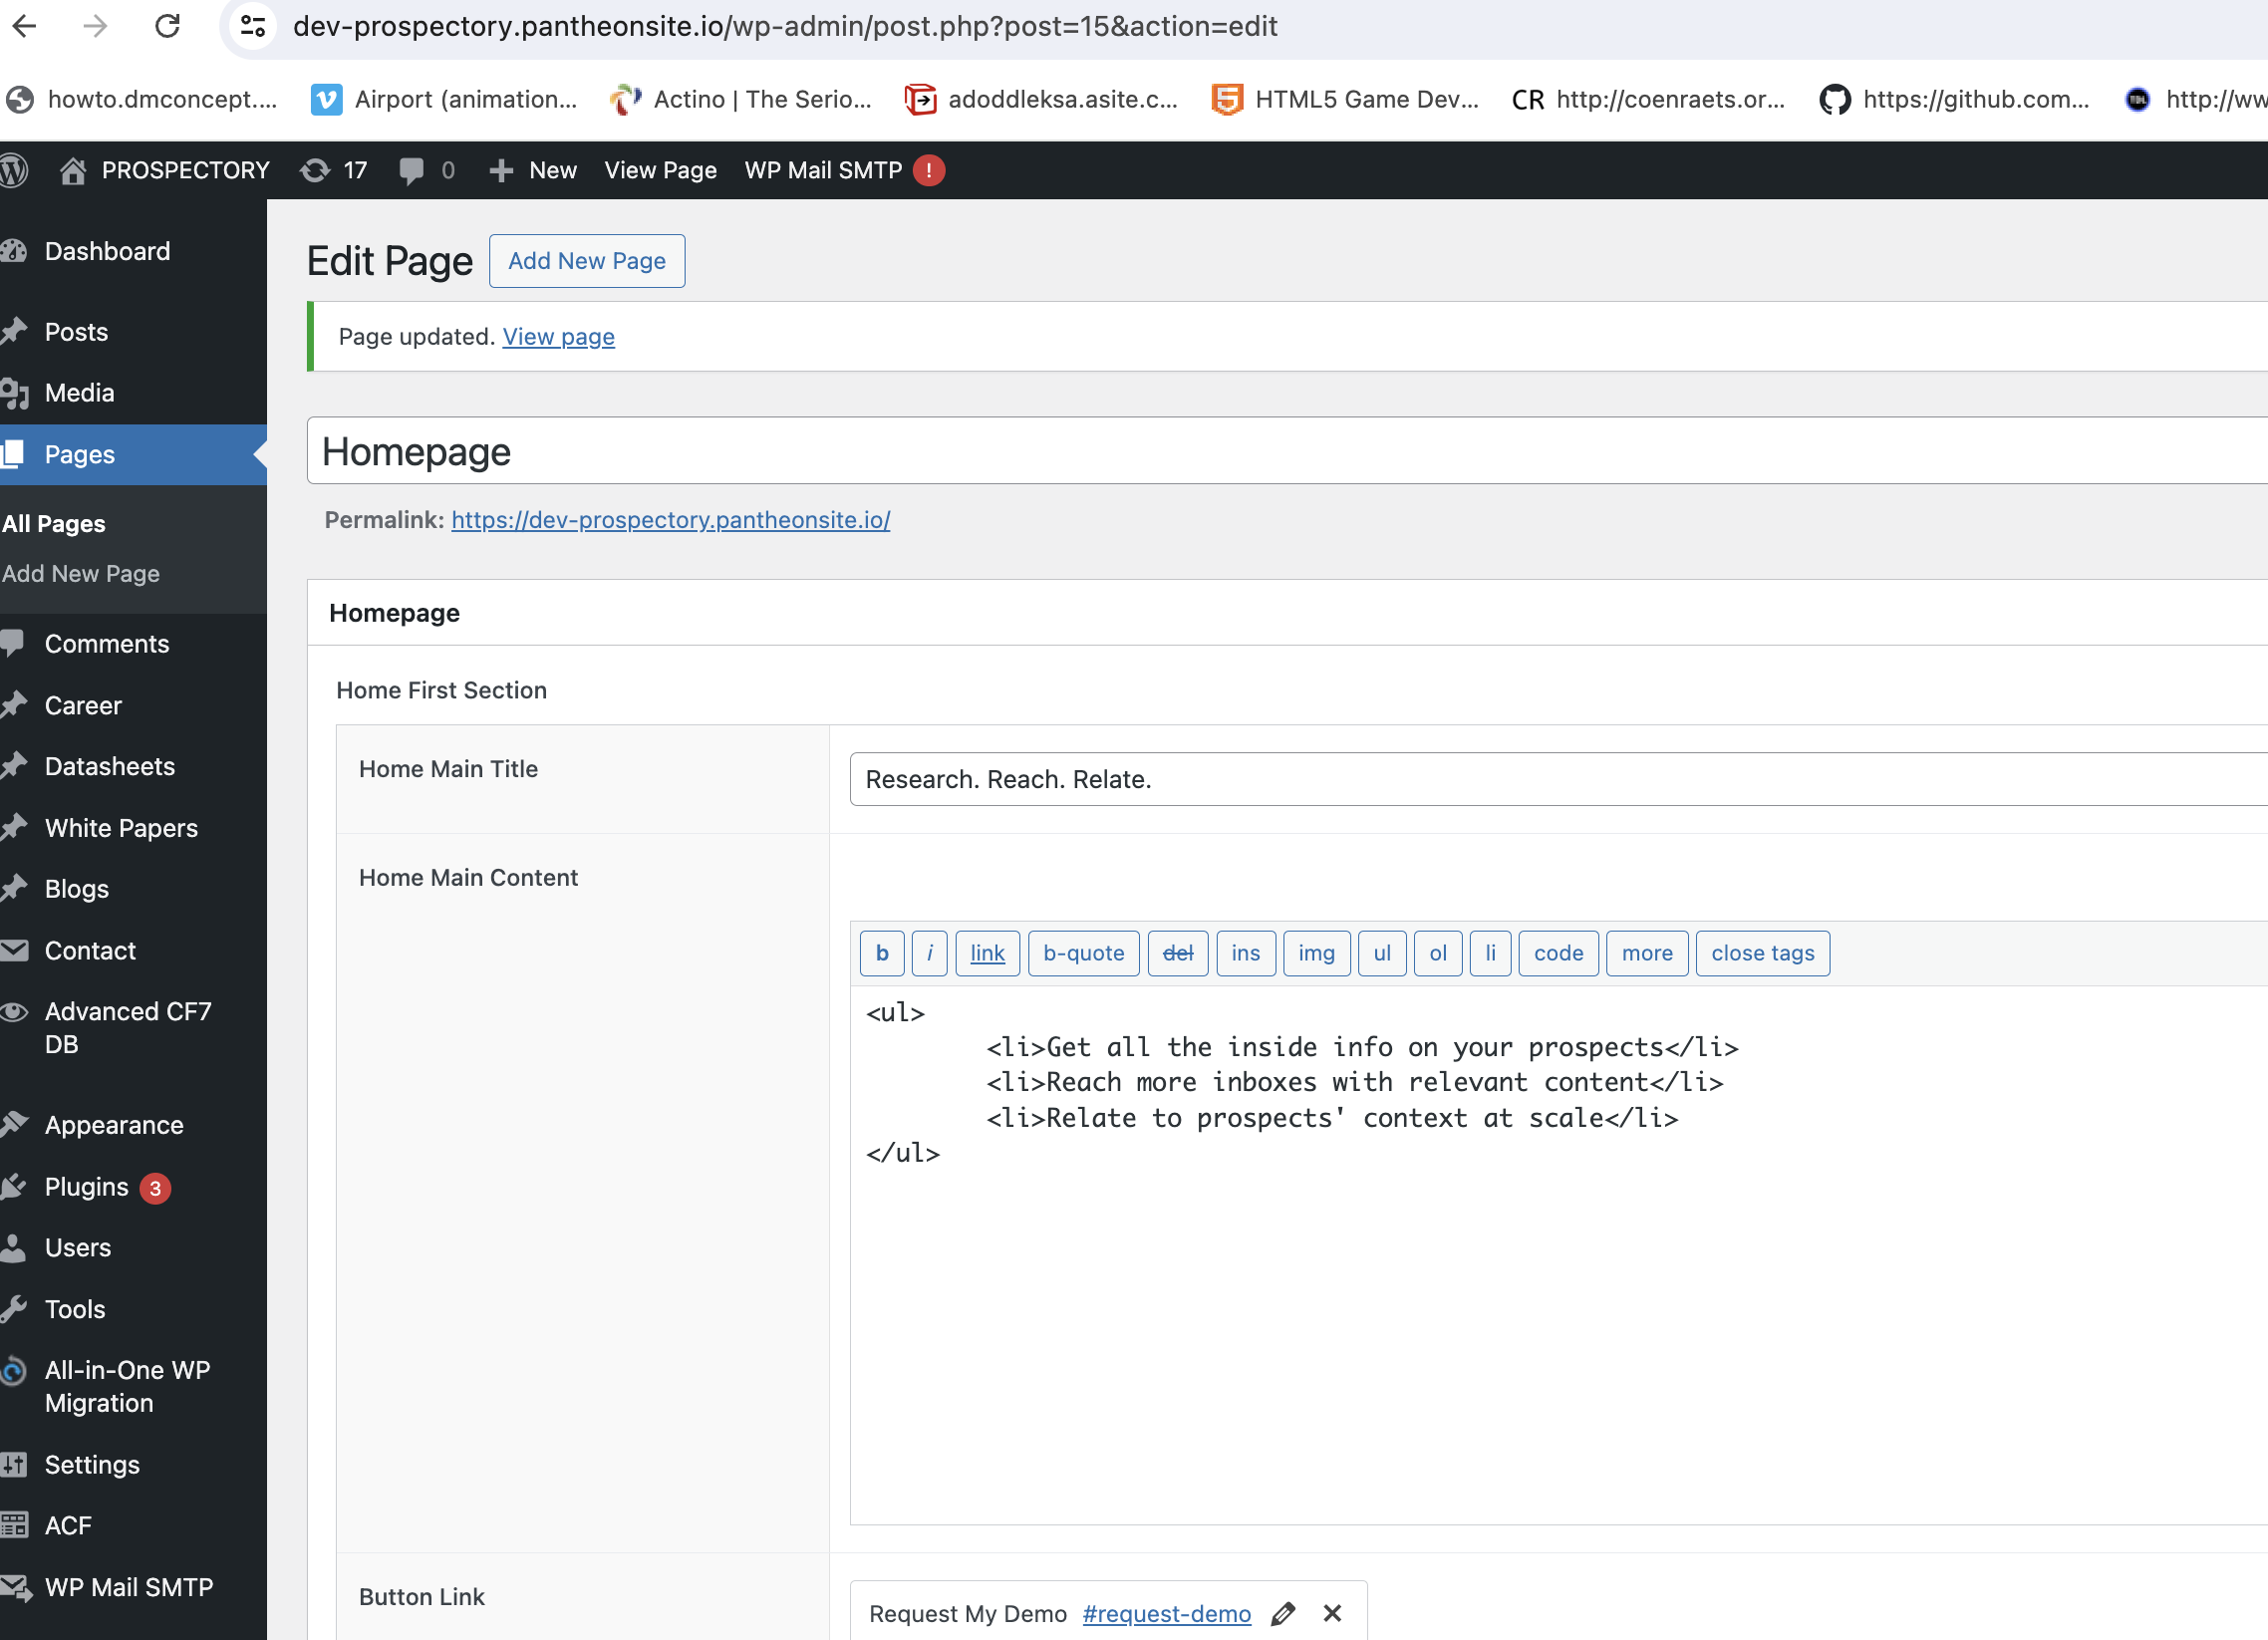 dev-prospectory.pantheonsite.io/wp-admin/post.php?post=15&action=edit
howto.dmconcept.... Airport (animation... Actino | The Serio... adoddleksa.asite.c... HTML5 Game Dev... CR http://coenraets.or... https://github.com... http://ww
PROSPECTORY 17 0 New View Page WP Mail SMTP !
Dashboard
Posts
Media
Pages
All Pages
Add New Page
Comments
Career
Datasheets
White Papers
Blogs
Contact
Advanced CF7
DB
Appearance
Plugins 3
Users
Tools
All-in-One WP
Migration
Settings
ACF
WP Mail SMTP
Edit Page Add New Page
Page updated. View page
Homepage
Permalink: https://dev-prospectory.pantheonsite.io/
Homepage
Home First Section
Home Main Title
Research. Reach. Relate.
Home Main Content
b i link b-quote del ins img ul ol li code more close tags
<ul>
<li>Get all the inside info on your prospects</li>
<li>Reach more inboxes with relevant content</li>
<li>Relate to prospects' context at scale</li>
</ul>
Button Link
Request My Demo #request-demo